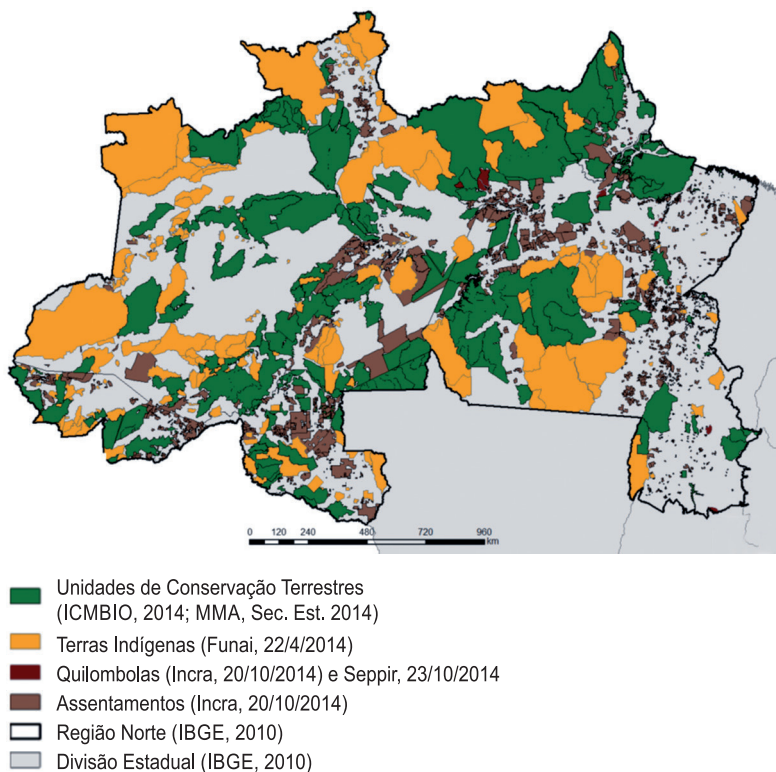 0 120 240 480 720 960
km
Unidades de Conservação Terrestres
(ICMBIO, 2014; MMA, Sec. Est. 2014)
Terras Indígenas (Funai, 22/4/2014)
Quilombolas (Incra, 20/10/2014) e Seppir, 23/10/2014
Assentamentos (Incra, 20/10/2014)
Região Norte (IBGE, 2010)
Divisão Estadual (IBGE, 2010)